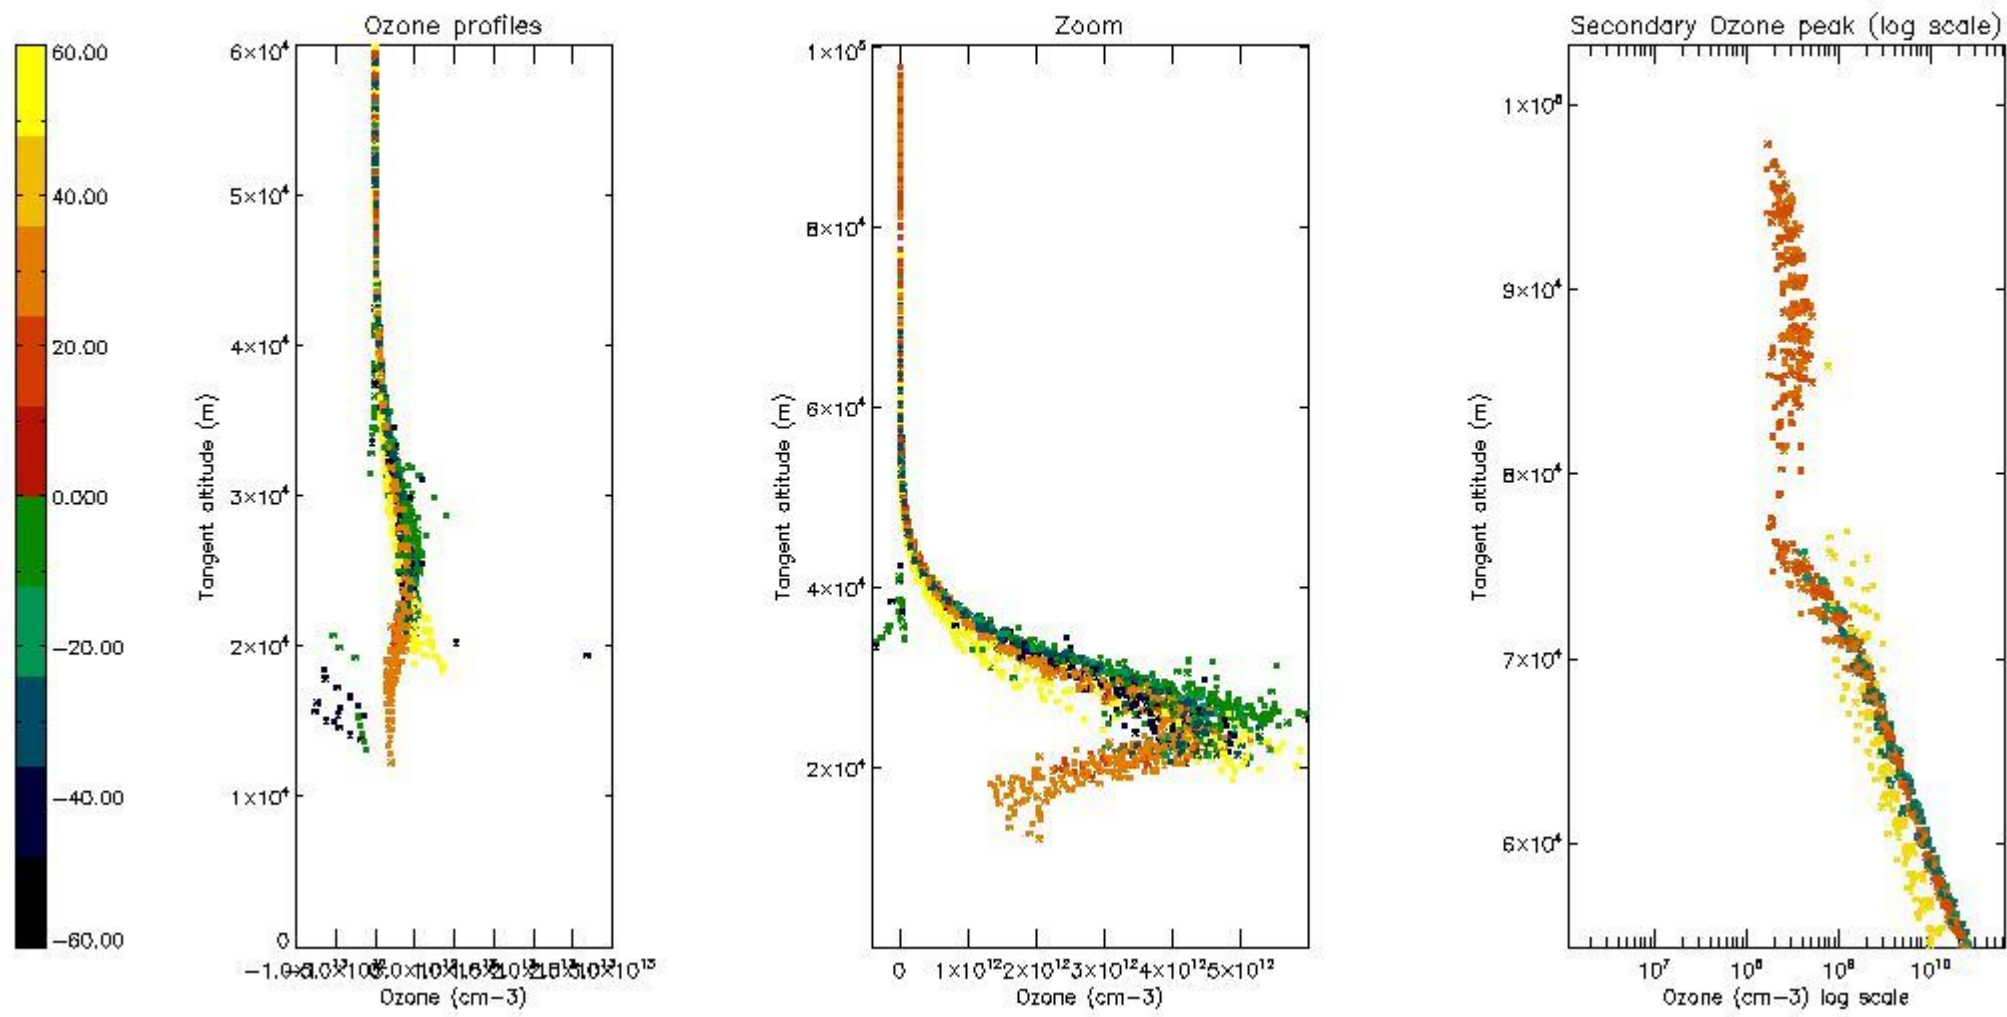 Ozone profiles
Zoom
Secondary Ozone peak (log scale)
60.00
40.00
20.00
0.000
−20.00
−40.00
−60.00
6×10⁴
5×10⁴
4×10⁴
3×10⁴
2×10⁴
1×10⁴
0
Tangent altitude (m)
Ozone (cm−3)
1×10⁵
8×10⁴
6×10⁴
4×10⁴
2×10⁴
Tangent altitude (m)
0 1×10¹² 2×10¹² 3×10¹² 4×10¹² 5×10¹²
Ozone (cm−3)
9×10⁴
8×10⁴
7×10⁴
6×10⁴
Tangent altitude (m)
10⁷ 10⁸ 10⁹ 10¹⁰
Ozone (cm−3) log scale